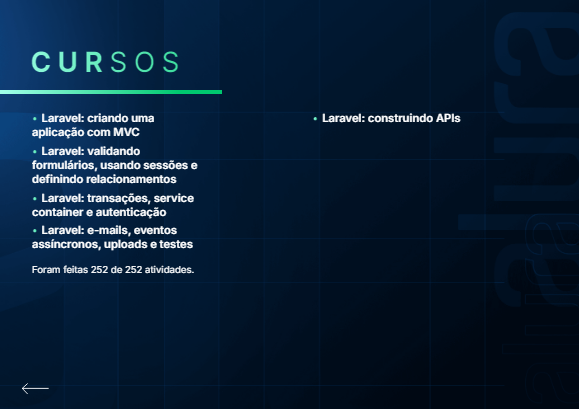 CURSOS
• Laravel: criando uma
aplicação com MVC
• Laravel: validando
formulários, usando sessões e
definindo relacionamentos
• Laravel: transações, service
container e autenticação
• Laravel: e-mails, eventos
assíncronos, uploads e testes
Foram feitas 252 de 252 atividades.
• Laravel: construindo APIs
alura